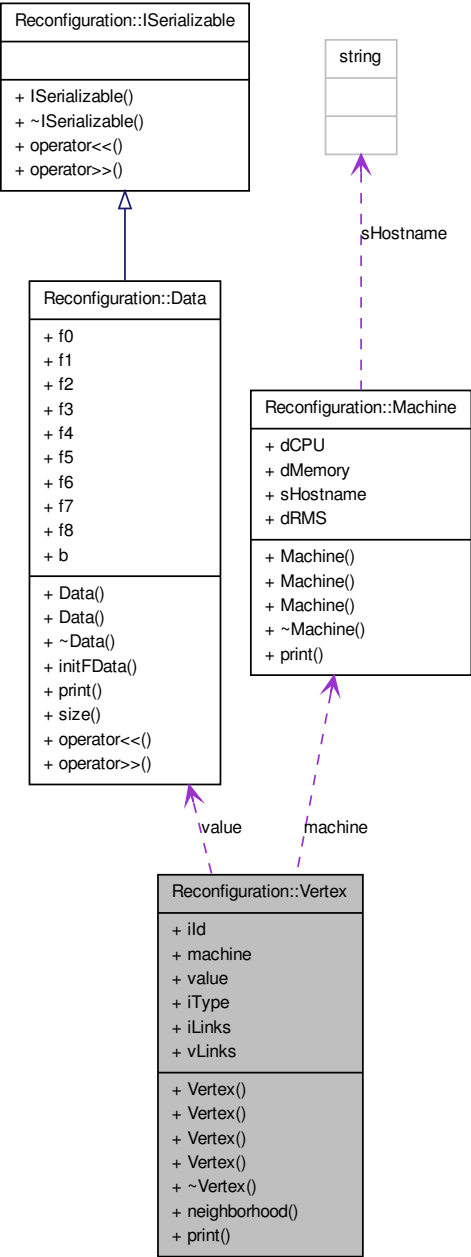 Reconfiguration::ISerializable
+ ISerializable()
+ ~ISerializable()
+ operator<<()
+ operator>>()
string
sHostname
Reconfiguration::Data
+ f0
+ f1
+ f2
+ f3
+ f4
+ f5
+ f6
+ f7
+ f8
+ b
+ Data()
+ Data()
+ ~Data()
+ initFData()
+ print()
+ size()
+ operator<<()
+ operator>>()
Reconfiguration::Machine
+ dCPU
+ dMemory
+ sHostname
+ dRMS
+ Machine()
+ Machine()
+ Machine()
+ ~Machine()
+ print()
value
machine
Reconfiguration::Vertex
+ iId
+ machine
+ value
+ iType
+ iLinks
+ vLinks
+ Vertex()
+ Vertex()
+ Vertex()
+ Vertex()
+ ~Vertex()
+ neighborhood()
+ print()